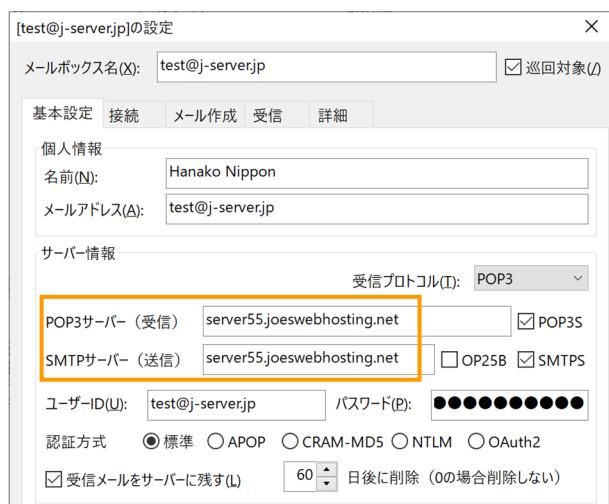 [test@j-server.jp]の設定
メールボックス名(X): test@j-server.jp 巡回対象(/)
基本設定 接続 メール作成 受信 詳細
個人情報
名前(N): Hanako Nippon
メールアドレス(A): test@j-server.jp
サーバー情報
受信プロトコル(T): POP3
POP3サーバー（受信） server55.joeswebhosting.net POP3S
SMTPサーバー（送信） server55.joeswebhosting.net OP25B SMTPS
ユーザーID(U): test@j-server.jp パスワード(P): ●●●●●●●●●●
認証方式 標準 APOP CRAM-MD5 NTLM OAuth2
受信メールをサーバーに残す(L) 60 日後に削除（0の場合削除しない）